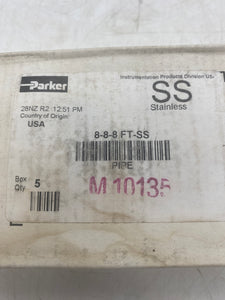 Parker
Instrumentation Products Division US
SS
Stainless
28NZ R2 12:51 PM
Country of Origin:
USA
8-8-8 FT-SS
PIPE
Box
Qty 5
M10135